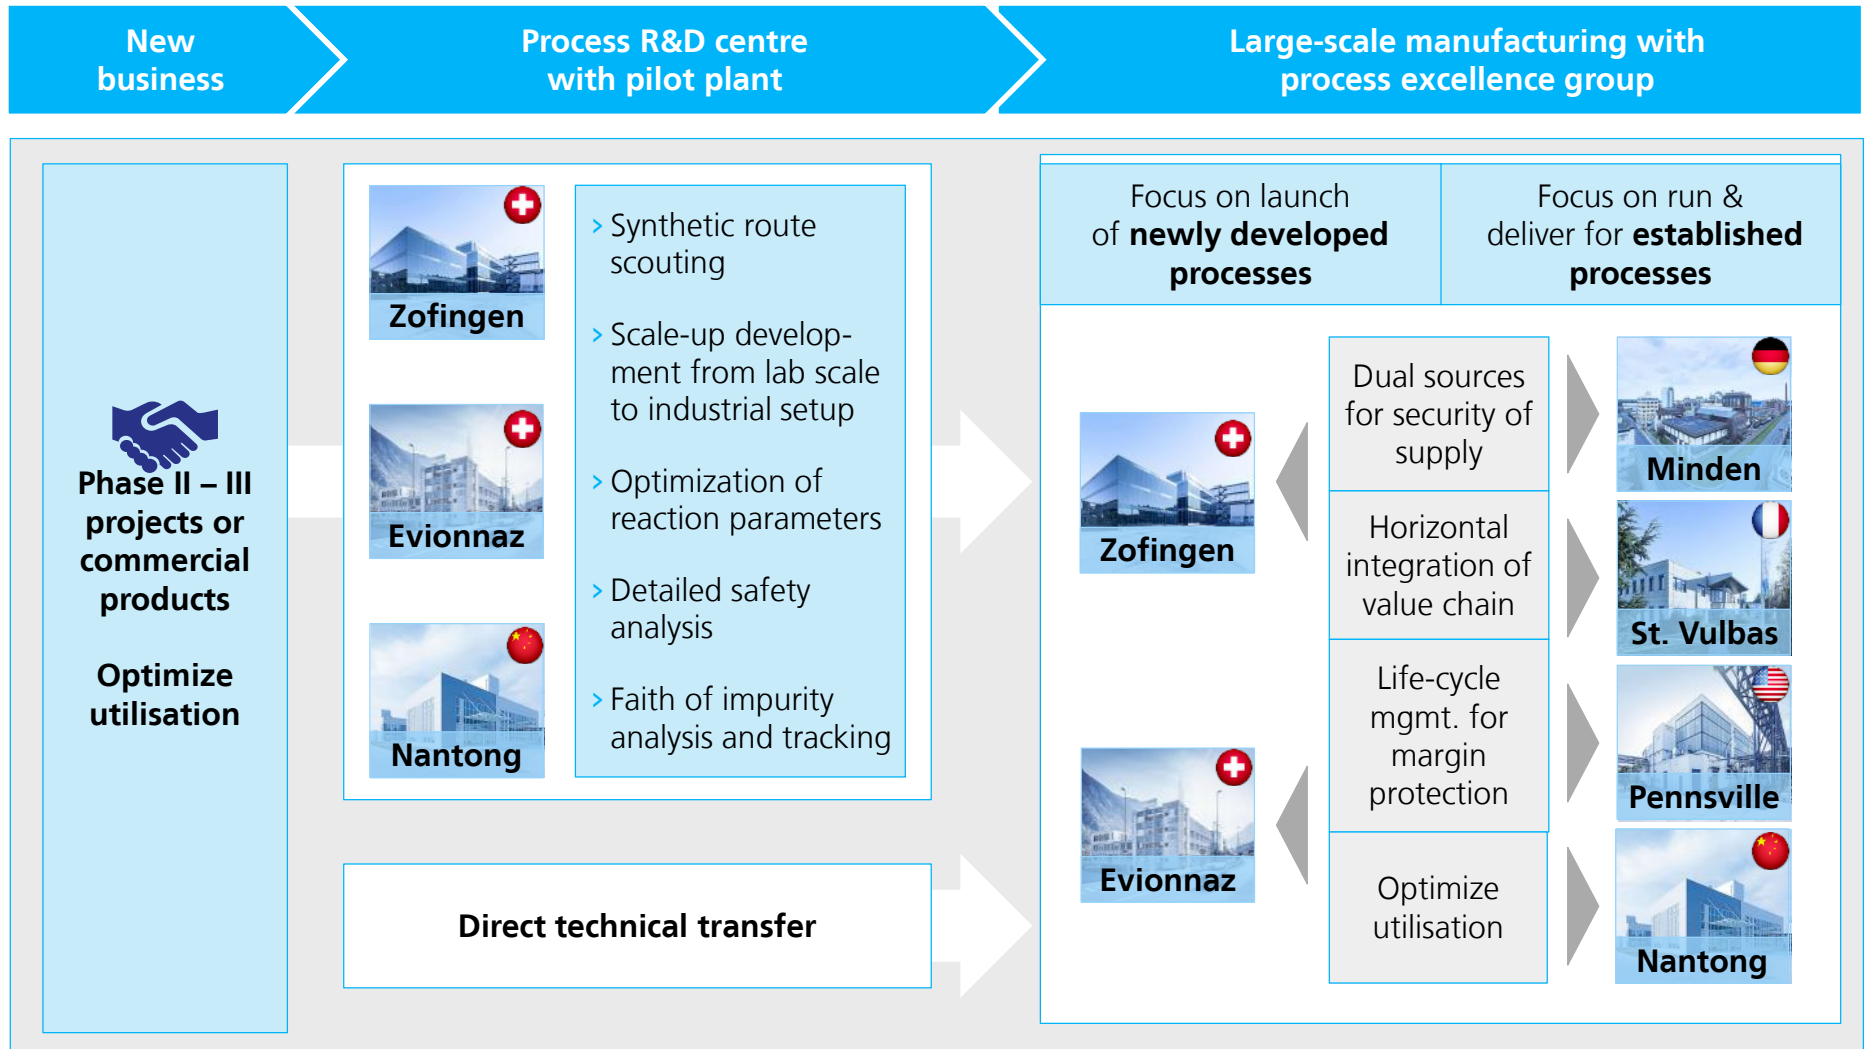 New
business
Process R&D centre
with pilot plant
Large-scale manufacturing with
process excellence group
Phase II – III
projects or
commercial
products
Optimize
utilisation
Zofingen
Evionnaz
Nantong
> Synthetic route
scouting
> Scale-up develop-
ment from lab scale
to industrial setup
> Optimization of
reaction parameters
> Detailed safety
analysis
> Faith of impurity
analysis and tracking
Direct technical transfer
Focus on launch
of newly developed
processes
Focus on run &
deliver for established
processes
Zofingen
Evionnaz
Dual sources
for security of
supply
Horizontal
integration of
value chain
Life-cycle
mgmt. for
margin
protection
Optimize
utilisation
Minden
St. Vulbas
Pennsville
Nantong